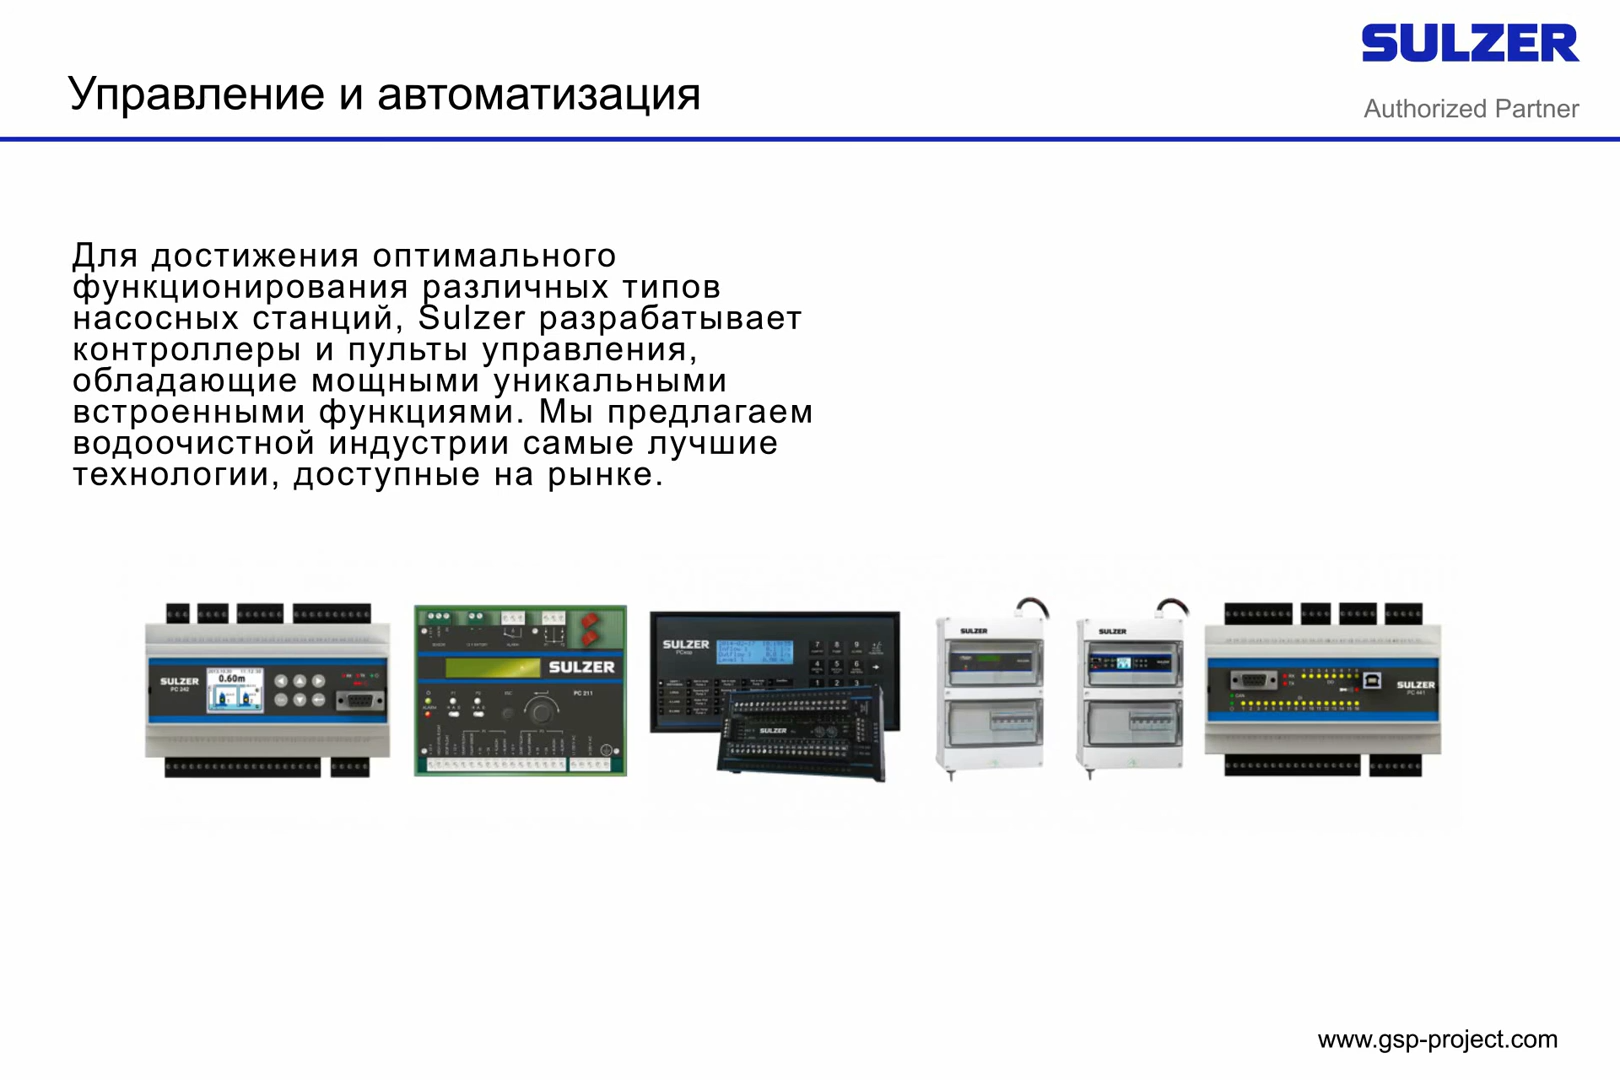 SULZER
Управление и автоматизация
Authorized Partner
Для достижения оптимального
функционирования различных типов
насосных станций, Sulzer разрабатывает
контроллеры и пульты управления,
обладающие мощными уникальными
встроенными функциями. Мы предлагаем
водоочистной индустрии самые лучшие
технологии, доступные на рынке.
SULZER
PC 242
0.60m
SULZER
PC 211
SULZER
SULZER
SULZER
SULZER
SULZER
PC 441
www.gsp-project.com